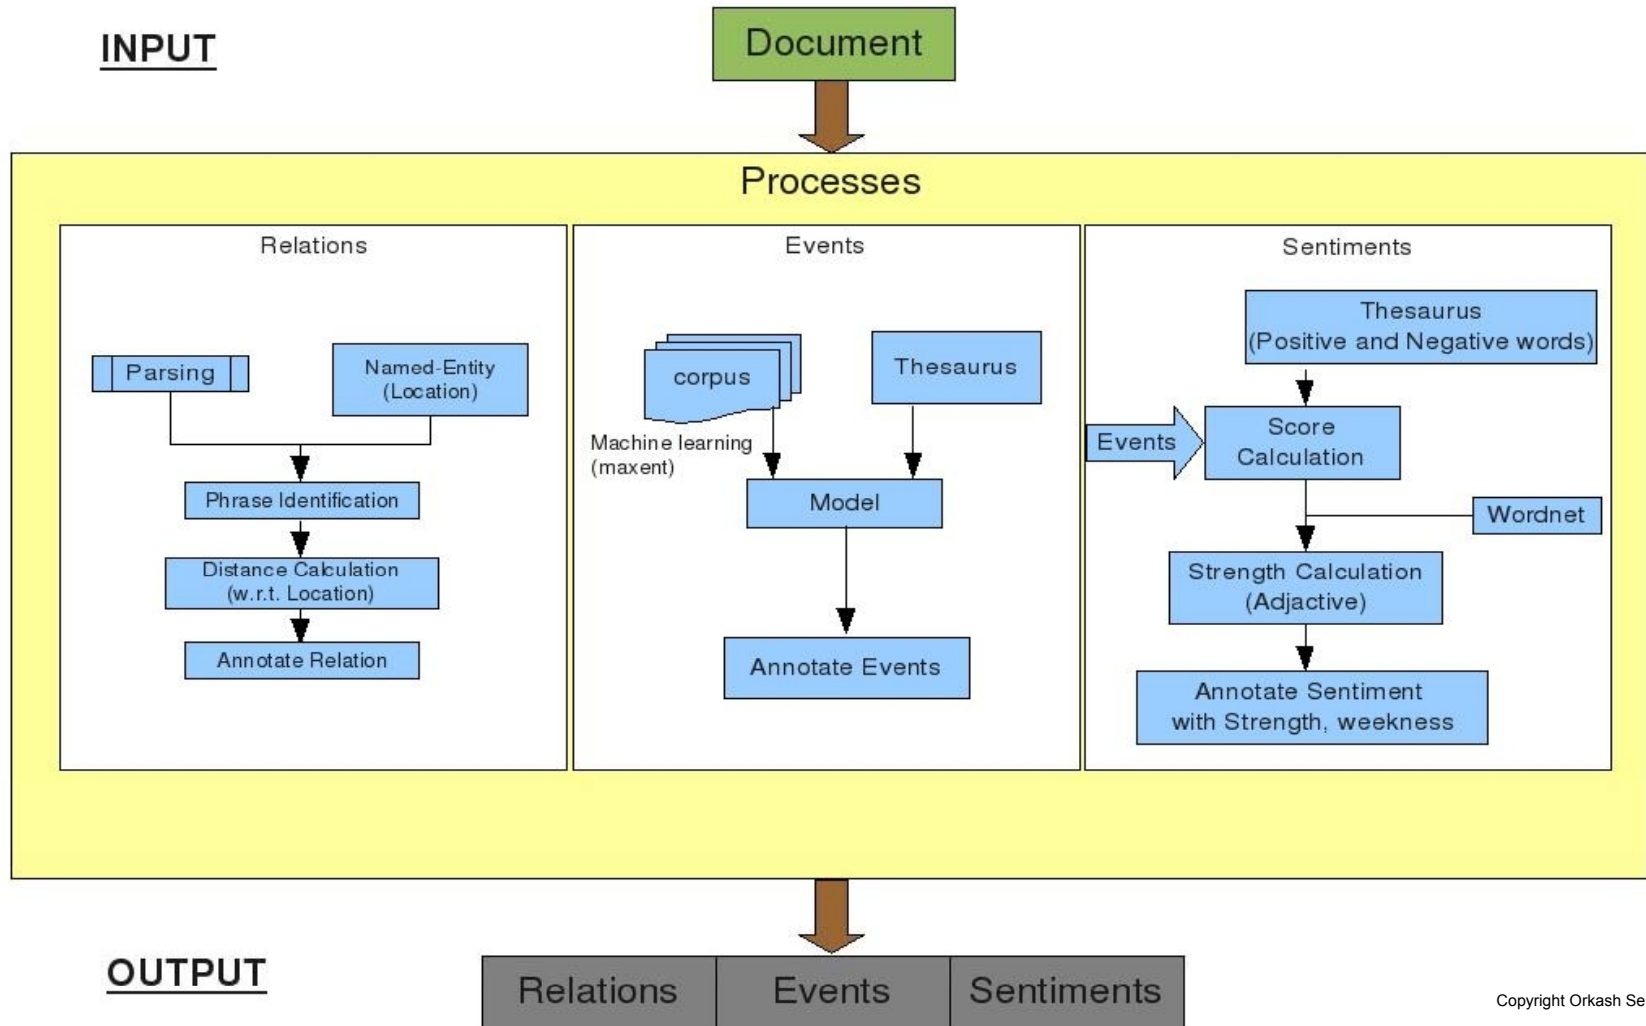 INPUT
Document
Processes
Relations
Parsing
Named-Entity
(Location)
Phrase Identification
Distance Calculation
(w.r.t. Location)
Annotate Relation
Events
corpus
Thesaurus
Machine learning
(maxent)
Model
Annotate Events
Sentiments
Thesaurus
(Positive and Negative words)
Events
Score
Calculation
Wordnet
Strength Calculation
(Adjactive)
Annotate Sentiment
with Strength, weekness
OUTPUT
Relations
Events
Sentiments
Copyright Orkash Se